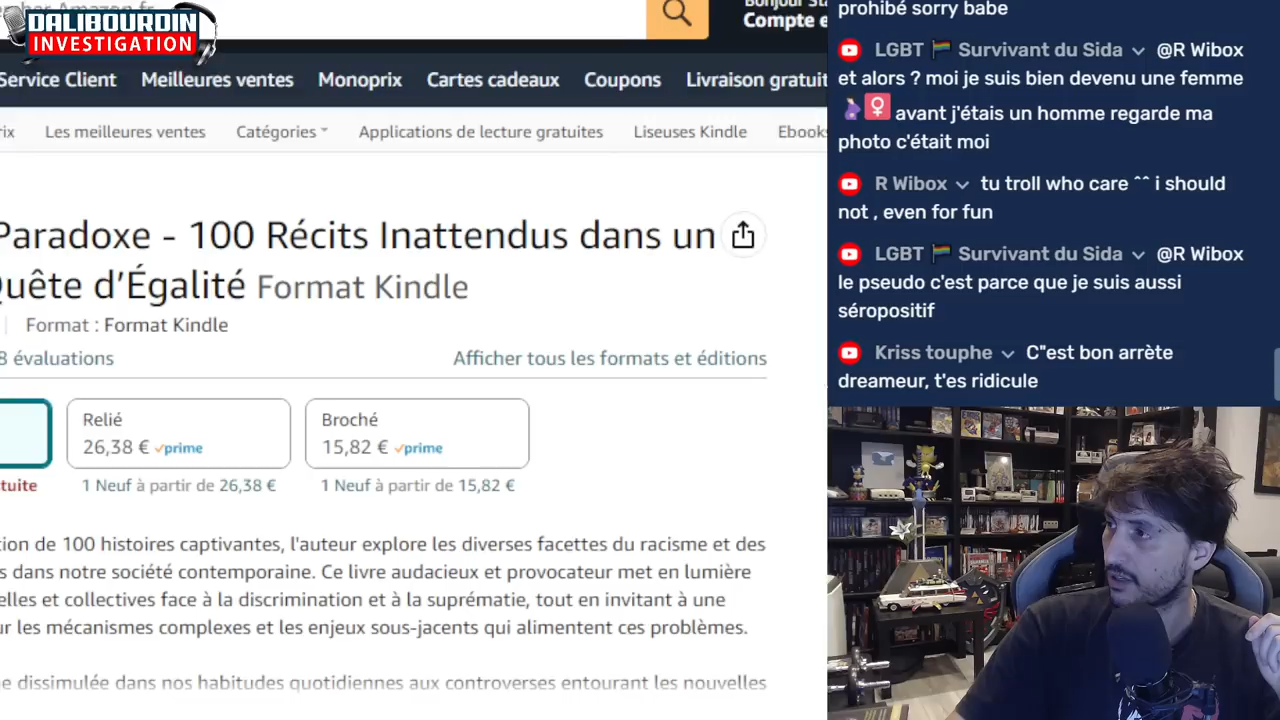 DALIBOURDIN
INVESTIGATION
Bonjour
Compte e
Service Client Meilleures ventes Monoprix Cartes cadeaux Coupons Livraison gratuit
ix Les meilleures ventes Catégories Applications de lecture gratuites Liseuses Kindle Ebook
Paradoxe - 100 Récits Inattendus dans un
Quête d'Égalité Format Kindle
Format : Format Kindle
8 évaluations Afficher tous les formats et éditions
Relié Broché
26,38 € prime 15,82 € prime
tuite 1 Neuf à partir de 26,38 € 1 Neuf à partir de 15,82 €
tion de 100 histoires captivantes, l'auteur explore les diverses facettes du racisme et des
s dans notre société contemporaine. Ce livre audacieux et provocateur met en lumière
elles et collectives face à la discrimination et à la suprématie, tout en invitant à une
ur les mécanismes complexes et les enjeux sous-jacents qui alimentent ces problèmes.
e dissimulée dans nos habitudes quotidiennes aux controverses entourant les nouvelles
prohibé sorry babe
LGBT 🏳️‍🌈 Survivant du Sida @R Wibox
et alors ? moi je suis bien devenu une femme
avant j'étais un homme regarde ma
photo c'était moi
R Wibox tu troll who care ^^ i should
not , even for fun
LGBT 🏳️‍🌈 Survivant du Sida @R Wibox
le pseudo c'est parce que je suis aussi
séropositif
Kriss touphe C"est bon arrète
dreameur, t'es ridicule